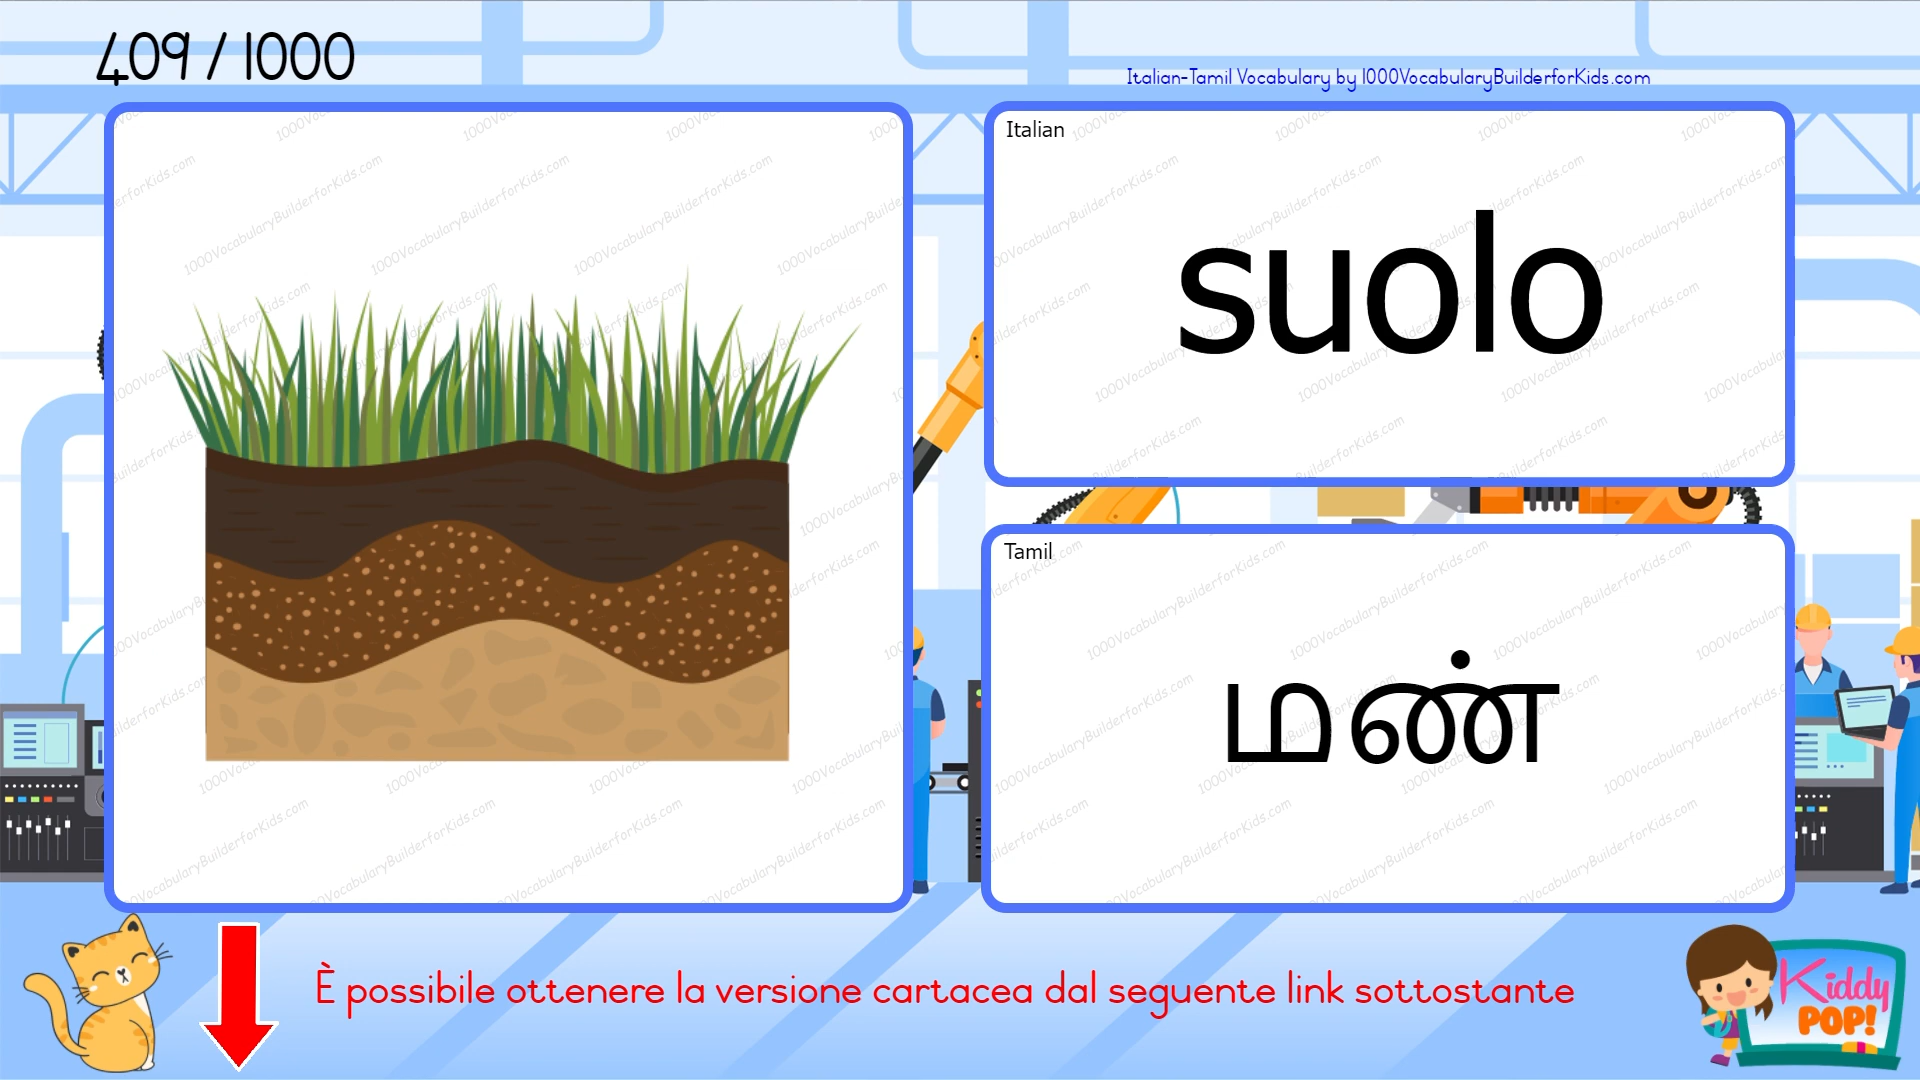 409 / 1000
Italian-Tamil Vocabulary by 1000VocabularyBuilderforKids.com
Italian
suolo
Tamil
மண்
È possibile ottenere la versione cartacea dal seguente link sottostante
Kiddy
POP!